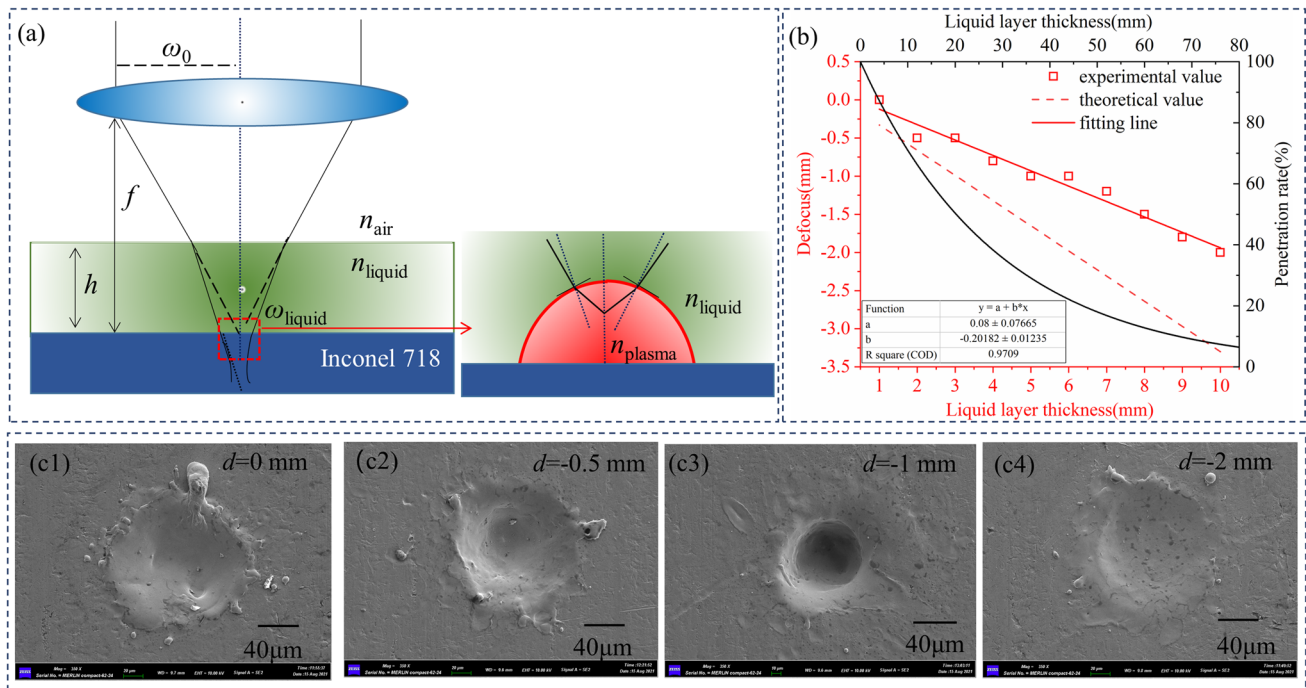 (a)
ω0
f
nair
nliquid
h
ωliquid
Inconel 718
nliquid
nplasma
(b)
Liquid layer thickness(mm)
0 10 20 30 40 50 60 70 80
0.5
0.0
-0.5
-1.0
-1.5
-2.0
-2.5
-3.0
-3.5
Defocus(mm)
experimental value
theoretical value
fitting line
100
80
60
40
20
0
Penetration rate(%)
Function y = a + b*x
a 0.08 ± 0.07665
b -0.20182 ± 0.01235
R square (COD) 0.9709
1 2 3 4 5 6 7 8 9 10
Liquid layer thickness(mm)
(c1) d=0 mm
40μm
(c2) d=-0.5 mm
40μm
(c3) d=-1 mm
40μm
(c4) d=-2 mm
40μm